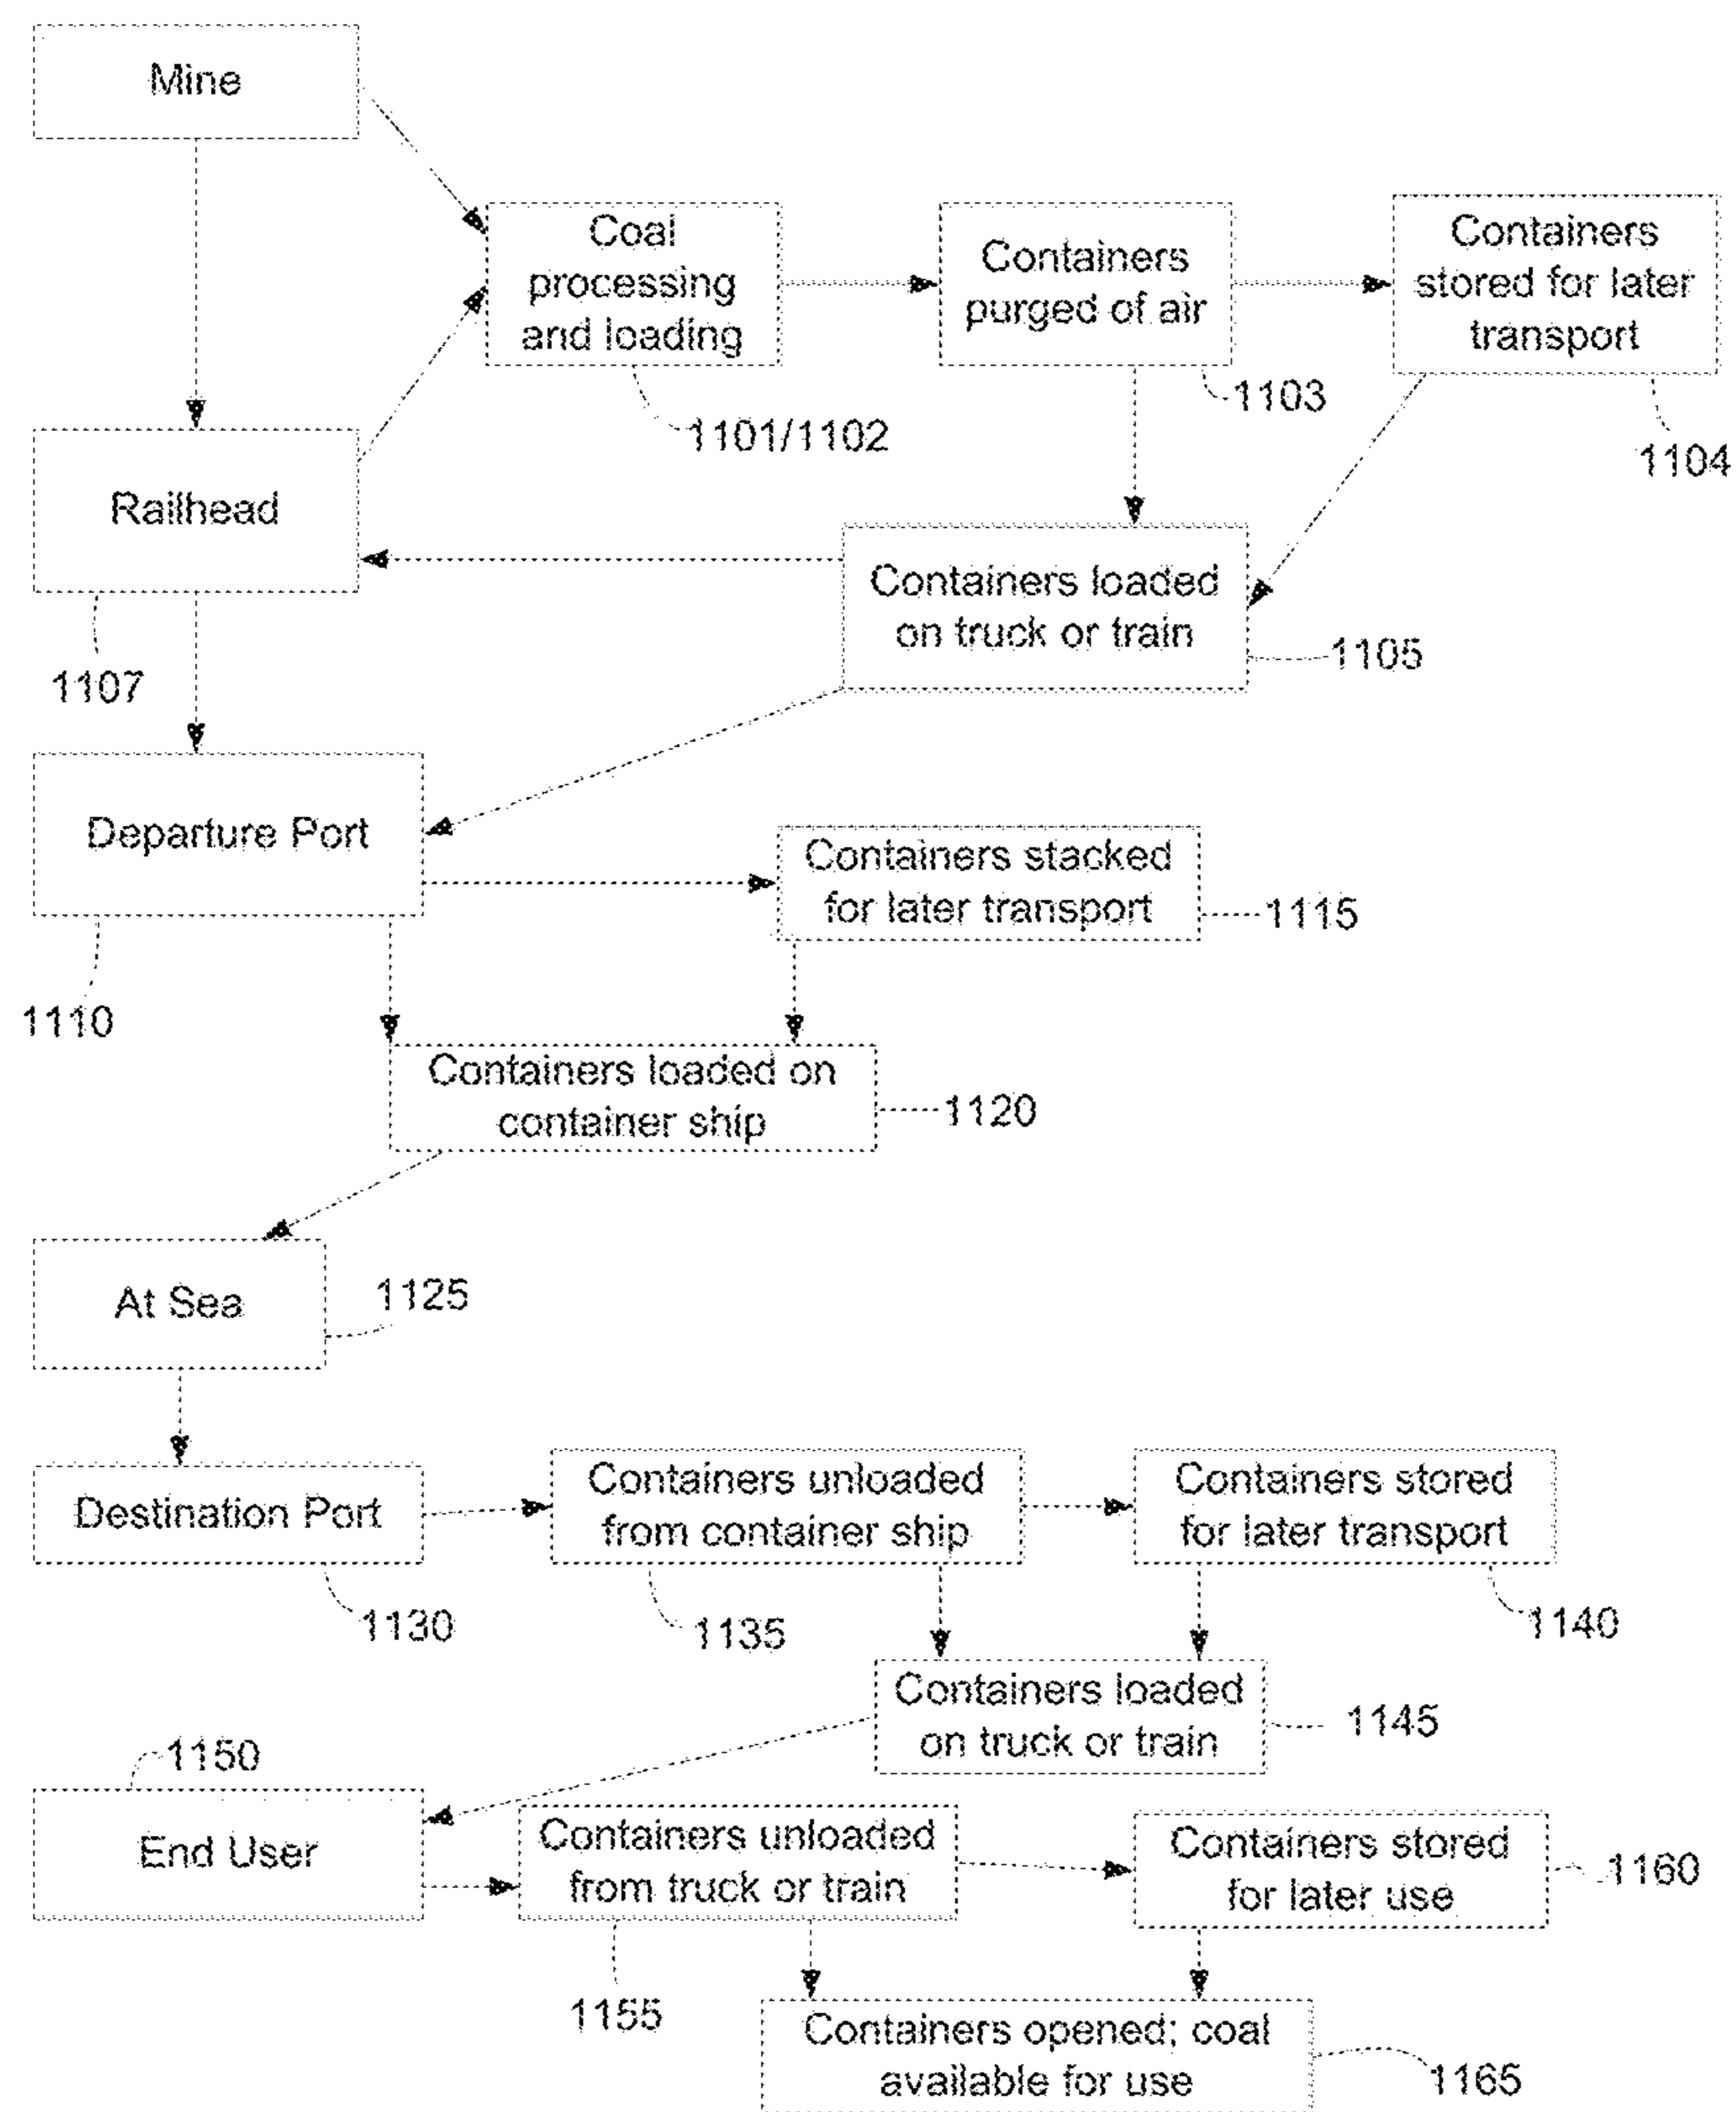 Mine
Coal
processing
and loading
1101/1102
Containers
purged of air
1103
Containers
stored for later
transport
1104
Railhead
1107
Containers loaded
on truck or train
1105
Departure Port
1110
Containers stacked
for later transport
1115
Containers loaded on
container ship
1120
At Sea
1125
Destination Port
1130
Containers unloaded
from container ship
1135
Containers stored
for later transport
1140
Containers loaded
on truck or train
1145
1150
End User
Containers unloaded
from truck or train
1155
Containers stored
for later use
1160
Containers opened; coal
available for use
1165